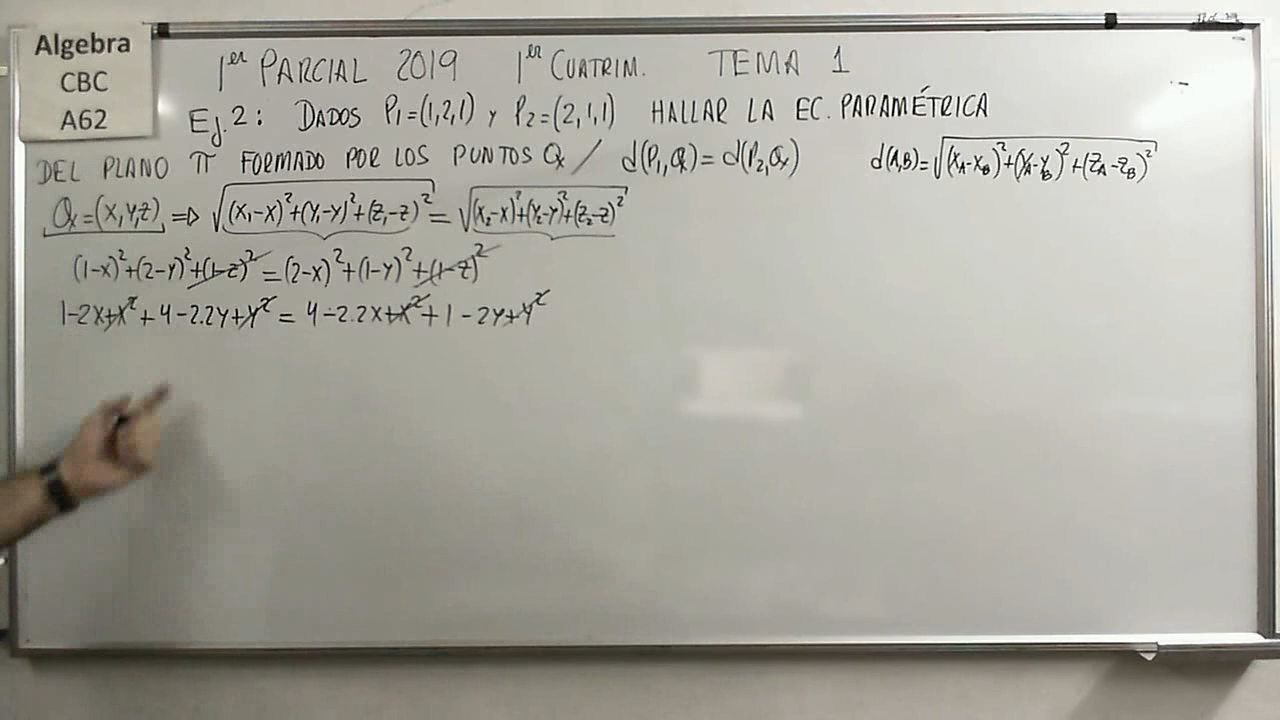 Algebra
CBC
A62
1er PARCIAL 2019 1er CUATRIM. TEMA 1
Ej.2: DADOS P1=(1,2,1) y P2=(2,1,1) HALLAR LA EC. PARAMÉTRICA
DEL PLANO π FORMADO POR LOS PUNTOS Qx / d(P1,Qx)=d(P2,Qx) d(A,B)=√((XA-XB)²+(YA-YB)²+(ZA-ZB)²)
Qx=(X,Y,Z) ⇒ √((X1-X)²+(Y1-Y)²+(Z1-Z)²)=√((X2-X)²+(Y2-Y)²+(Z2-Z)²)
(1-X)²+(2-Y)²+(1-Z)²=(2-X)²+(1-Y)²+(1-Z)²
1-2X+X²+4-2.2Y+Y²=4-2.2X+X²+1-2Y+Y²